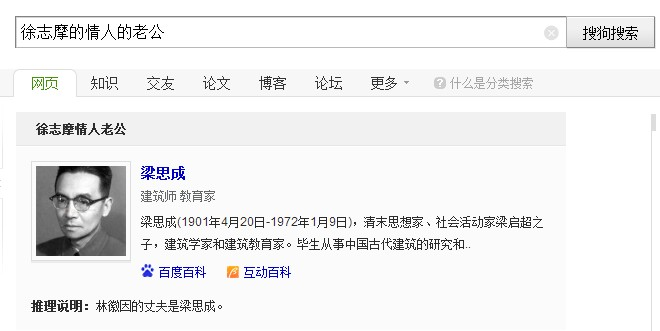 徐志摩的情人的老公
搜狗搜索
网页 知识 交友 论文 博客 论坛 更多 什么是分类搜索
徐志摩情人老公
梁思成
建筑师 教育家
梁思成(1901年4月20日-1972年1月9日)，清末思想家、社会活动家梁启超之
子，建筑学家和建筑教育家。毕生从事中国古代建筑的研究和..
百度百科 互动百科
推理说明：林徽因的丈夫是梁思成。